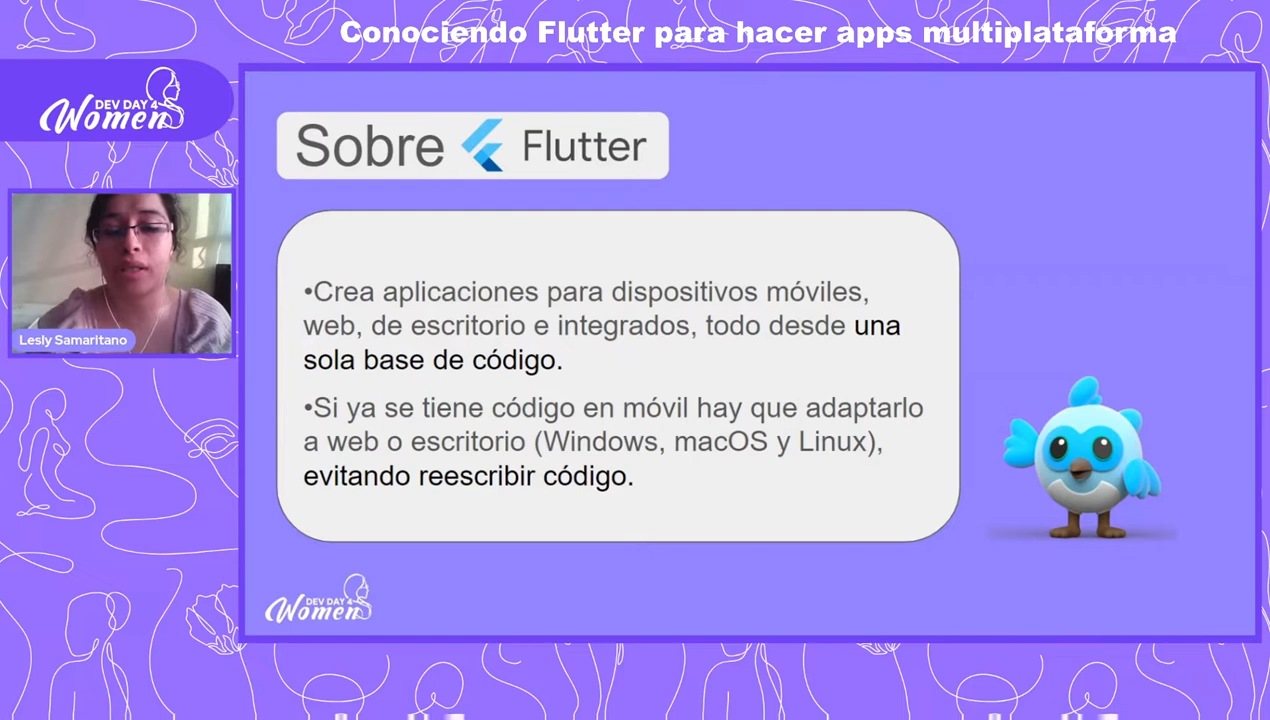 Conociendo Flutter para hacer apps multiplataforma
DEV DAY 4
Women
Sobre Flutter
Lesly Samaritano
•Crea aplicaciones para dispositivos móviles,
web, de escritorio e integrados, todo desde una
sola base de código.
•Si ya se tiene código en móvil hay que adaptarlo
a web o escritorio (Windows, macOS y Linux),
evitando reescribir código.
DEV DAY 4
Women